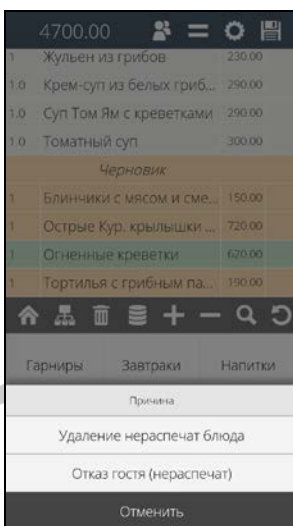 4700.00
1 Жульен из грибов 230.00
1.0 Крем-суп из белых гриб... 290.00
1.0 Суп Том Ям с креветками 290.00
1.0 Томатный суп 300.00
Черновик
1 Блинчики с мясом и сме... 150.00
1 Острые Кур. крылышки ... 720.00
1 Огненные креветки 620.00
1 Тортилья с грибным па... 190.00
Гарниры Завтраки Напитки
Причина
Удаление нераспечат блюда
Отказ гостя (нераспечат)
Отменить